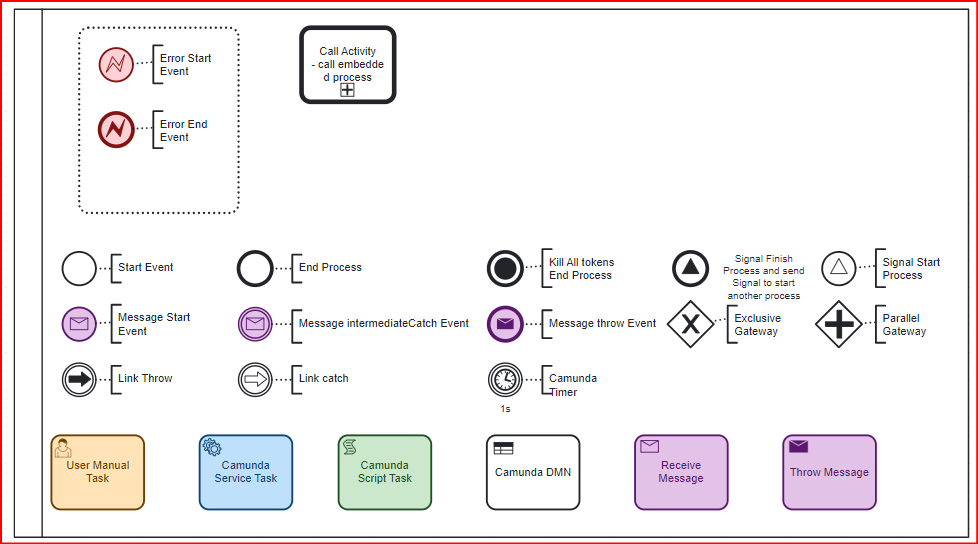 Error Start
Event
Call Activity
- call embedde
d process
Error End
Event
Start Event
End Process
Kill All tokens
End Process
Signal Finish
Process and send
Signal to start
another process
Signal Start
Process
Message Start
Event
Message intermediateCatch Event
Message throw Event
Exclusive
Gateway
Parallel
Gateway
Link Throw
Link catch
Camunda
Timer
1s
User Manual
Task
Camunda
Service Task
Camunda
Script Task
Camunda DMN
Receive
Message
Throw Message